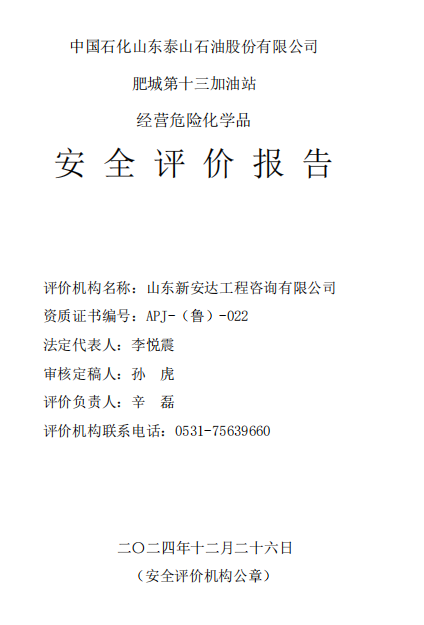 中国石化山东泰山石油股份有限公司
肥城第十三加油站
经营危险化学品
安全评价报告
评价机构名称：山东新安达工程咨询有限公司
资质证书编号：APJ-（鲁）-022
法定代表人：李悦震
审核定稿人：孙　虎
评价负责人：辛　磊
评价机构联系电话：0531-75639660
二〇二四年十二月二十六日
（安全评价机构公章）